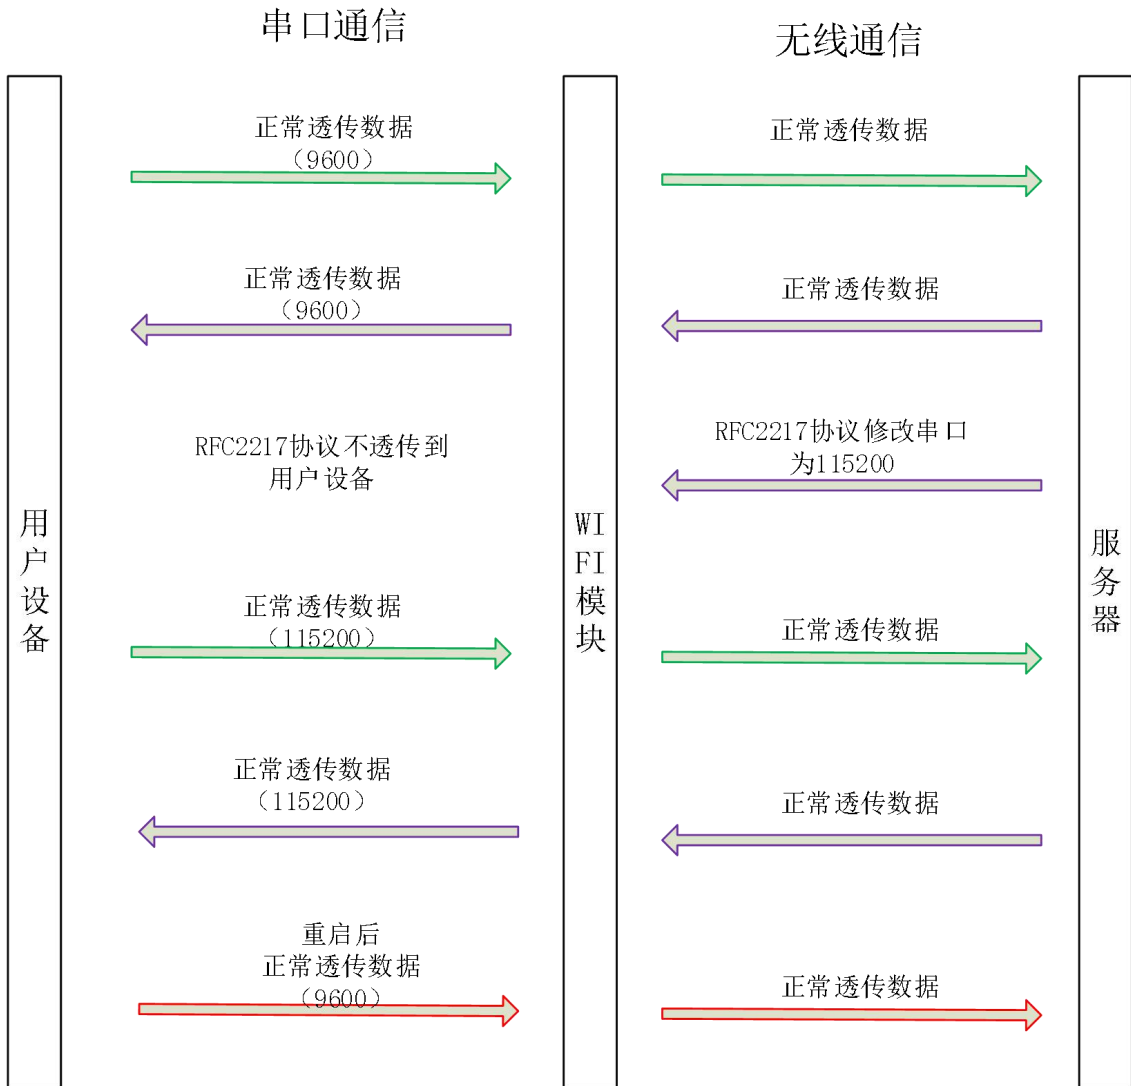 串口通信
无线通信
正常透传数据
（9600）
正常透传数据
正常透传数据
（9600）
正常透传数据
RFC2217协议不透传到
用户设备
RFC2217协议修改串口
为115200
用户设备
WIFI模块
服务器
正常透传数据
(115200)
正常透传数据
正常透传数据
（115200）
正常透传数据
重启后
正常透传数据
(9600)
正常透传数据